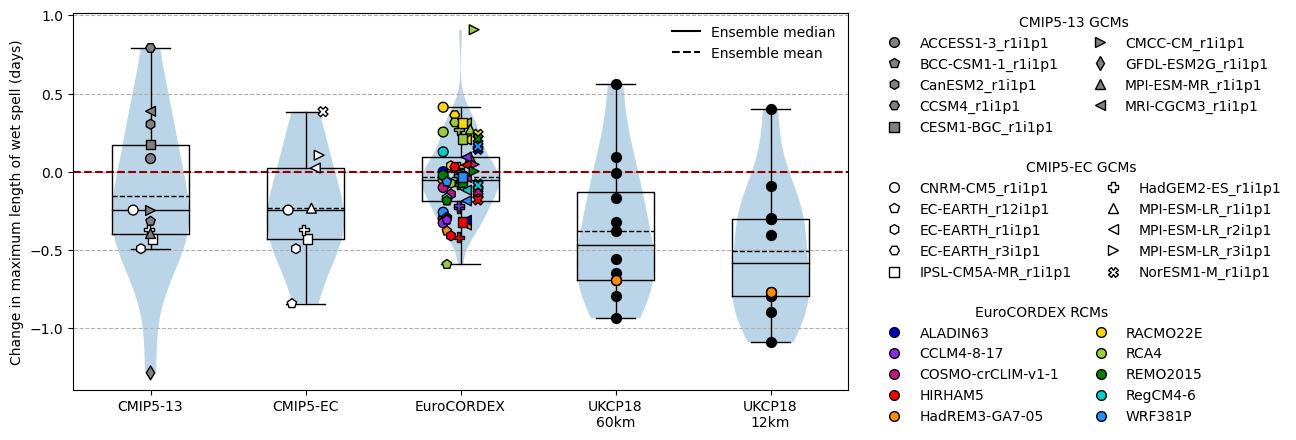 Change in maximum length of wet spell (days)
1.0
0.5
0.0
−0.5
−1.0
Ensemble median
Ensemble mean
CMIP5-13
CMIP5-EC
EuroCORDEX
UKCP18
60km
UKCP18
12km
CMIP5-13 GCMs
ACCESS1-3_r1i1p1
BCC-CSM1-1_r1i1p1
CanESM2_r1i1p1
CCSM4_r1i1p1
CESM1-BGC_r1i1p1
CMCC-CM_r1i1p1
GFDL-ESM2G_r1i1p1
MPI-ESM-MR_r1i1p1
MRI-CGCM3_r1i1p1
CMIP5-EC GCMs
CNRM-CM5_r1i1p1
EC-EARTH_r12i1p1
EC-EARTH_r1i1p1
EC-EARTH_r3i1p1
IPSL-CM5A-MR_r1i1p1
HadGEM2-ES_r1i1p1
MPI-ESM-LR_r1i1p1
MPI-ESM-LR_r2i1p1
MPI-ESM-LR_r3i1p1
NorESM1-M_r1i1p1
EuroCORDEX RCMs
ALADIN63
CCLM4-8-17
COSMO-crCLIM-v1-1
HIRHAM5
HadREM3-GA7-05
RACMO22E
RCA4
REMO2015
RegCM4-6
WRF381P